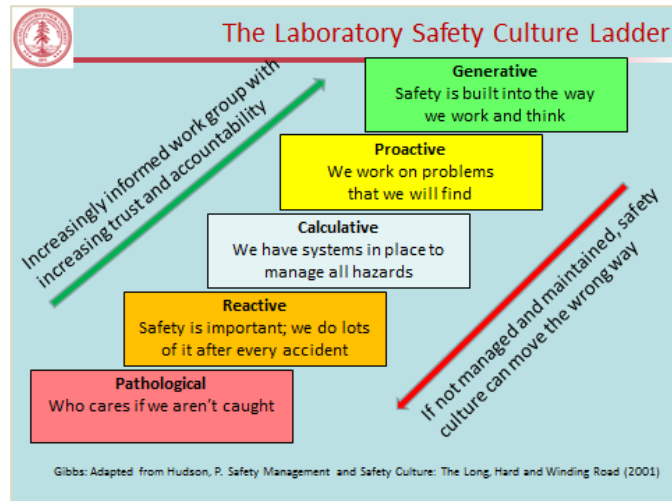 The Laboratory Safety Culture Ladder
Increasingly informed work group with
increasing trust and accountability
Generative
Safety is built into the way
we work and think
Proactive
We work on problems
that we will find
Calculative
We have systems in place to
manage all hazards
Reactive
Safety is important; we do lots
of it after every accident
Pathological
Who cares if we aren't caught
If not managed and maintained, safety
culture can move the wrong way
Gibbs: Adapted from Hudson, P. Safety Management and Safety Culture: The Long, Hard and Winding Road (2001)